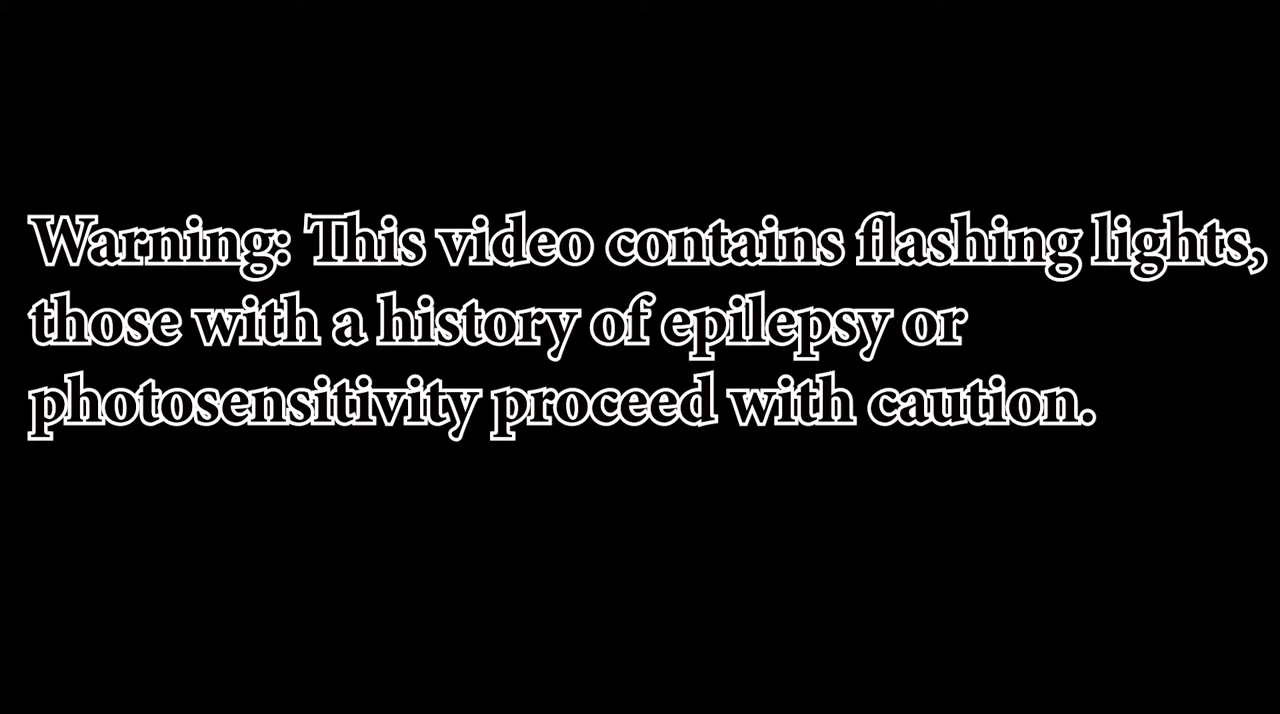 Warning: This video contains flashing lights,
those with a history of epilepsy or
photosensitivity proceed with caution.